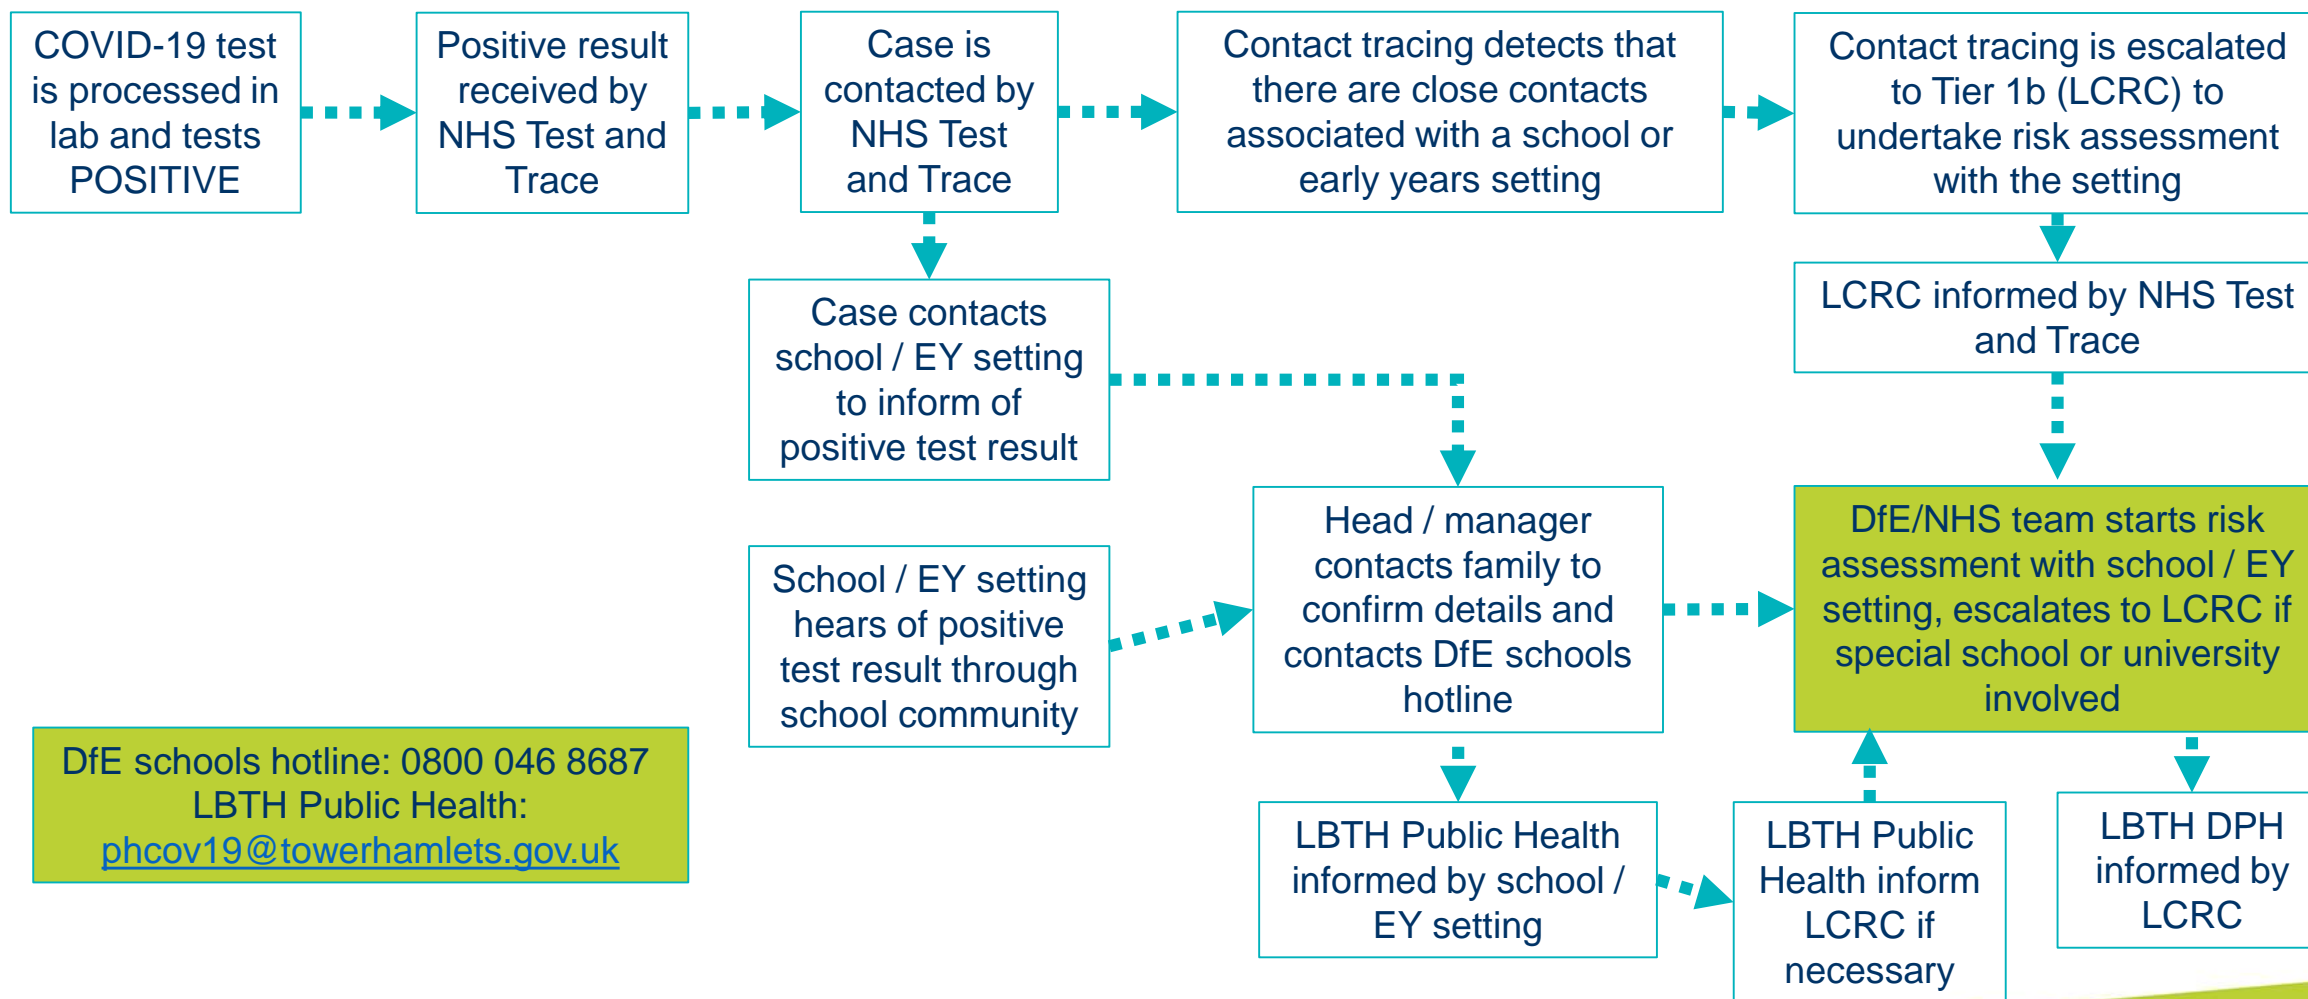 COVID-19 test
is processed in
lab and tests
POSITIVE
Positive result
received by
NHS Test and
Trace
Case is
contacted by
NHS Test
and Trace
Contact tracing detects that
there are close contacts
associated with a school or
early years setting
Contact tracing is escalated
to Tier 1b (LCRC) to
undertake risk assessment
with the setting
Case contacts
school / EY setting
to inform of
positive test result
LCRC informed by NHS Test
and Trace
School / EY setting
hears of positive
test result through
school community
Head / manager
contacts family to
confirm details and
contacts DfE schools
hotline
DfE/NHS team starts risk
assessment with school / EY
setting, escalates to LCRC if
special school or university
involved
DfE schools hotline: 0800 046 8687
LBTH Public Health:
phcov19@towerhamlets.gov.uk
LBTH Public Health
informed by school /
EY setting
LBTH Public
Health inform
LCRC if
necessary
LBTH DPH
informed by
LCRC